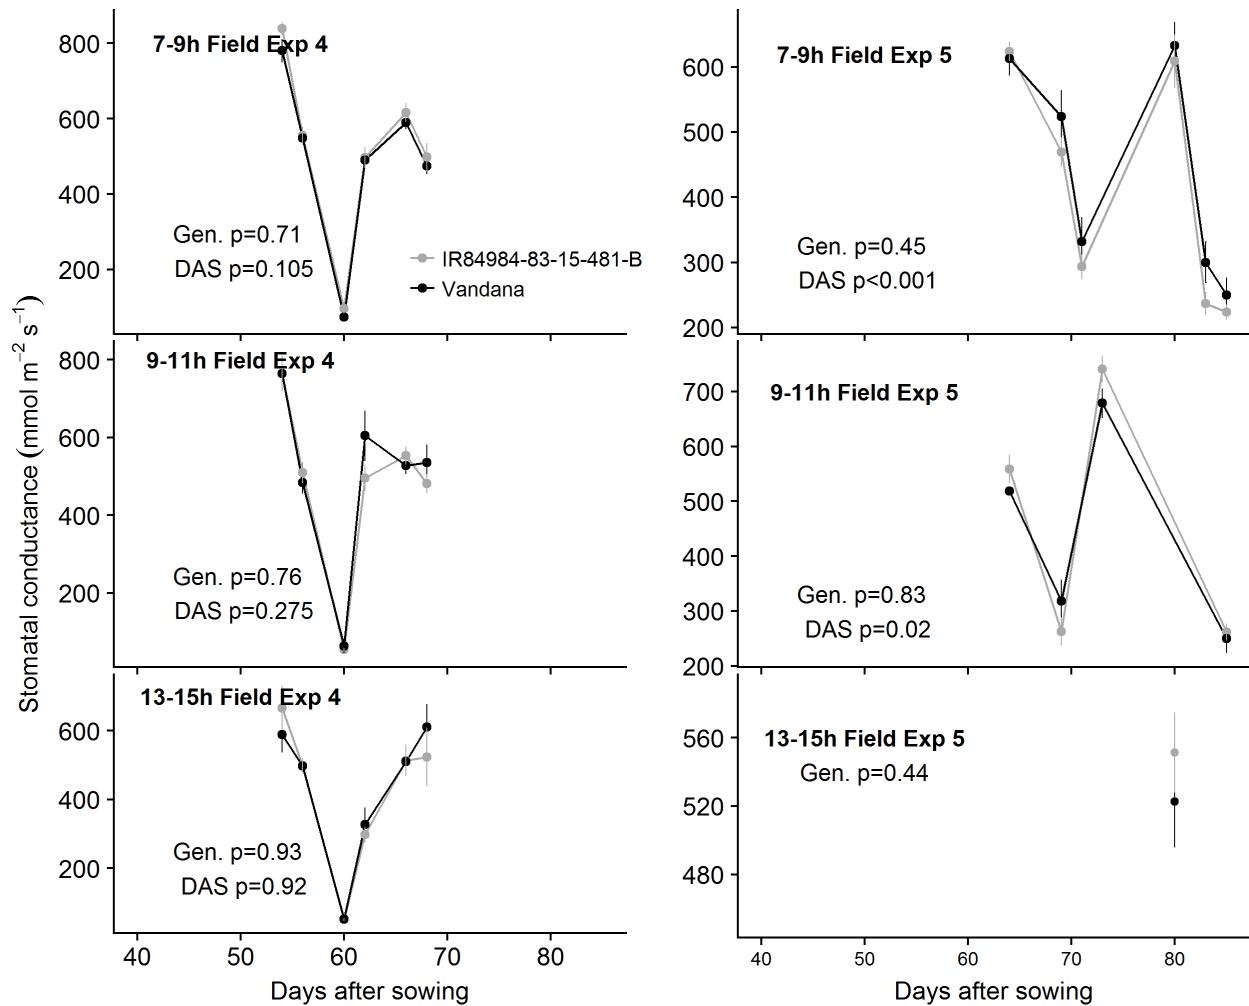 Stomatal conductance (mmol m⁻² s⁻¹)
7-9h Field Exp 4
800
600
400
200
Gen. p=0.71
DAS p=0.105
IR84984-83-15-481-B
Vandana
9-11h Field Exp 4
800
600
400
200
Gen. p=0.76
DAS p=0.275
13-15h Field Exp 4
600
400
200
Gen. p=0.93
DAS p=0.92
40 50 60 70 80
Days after sowing
7-9h Field Exp 5
600
500
400
300
200
Gen. p=0.45
DAS p<0.001
9-11h Field Exp 5
700
600
500
400
300
200
Gen. p=0.83
DAS p=0.02
13-15h Field Exp 5
Gen. p=0.44
560
520
480
40 50 60 70 80
Days after sowing